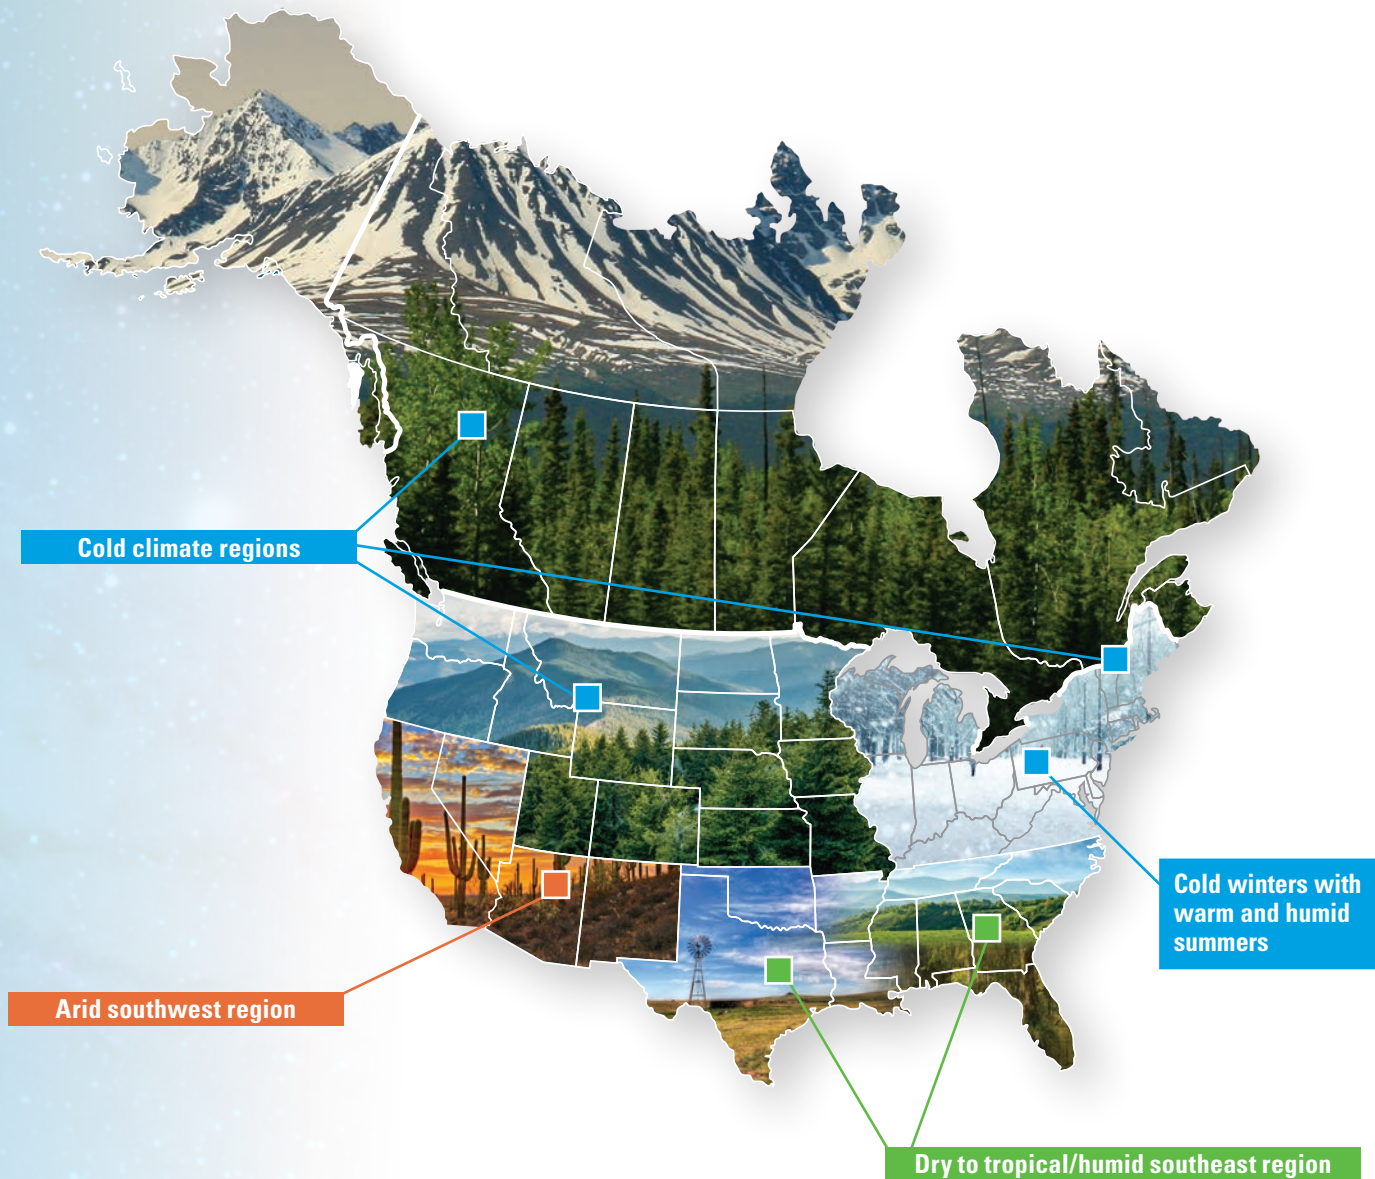 Cold climate regions
Cold winters with
warm and humid
summers
Arid southwest region
Dry to tropical/humid southeast region